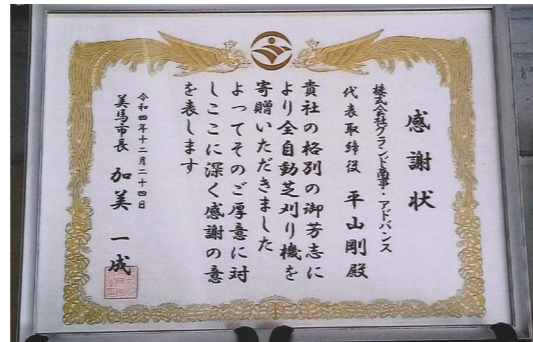 感謝状
株式会社グランド商事・アドバンス
代表取締役 平山剛殿
貴社の格別の御芳志に
より全自動芝刈り機を
寄贈いただきました
よってそのご厚意に対
しここに深く感謝の意
を表します
令和四年十二月二十四日
美馬市長 加美一成